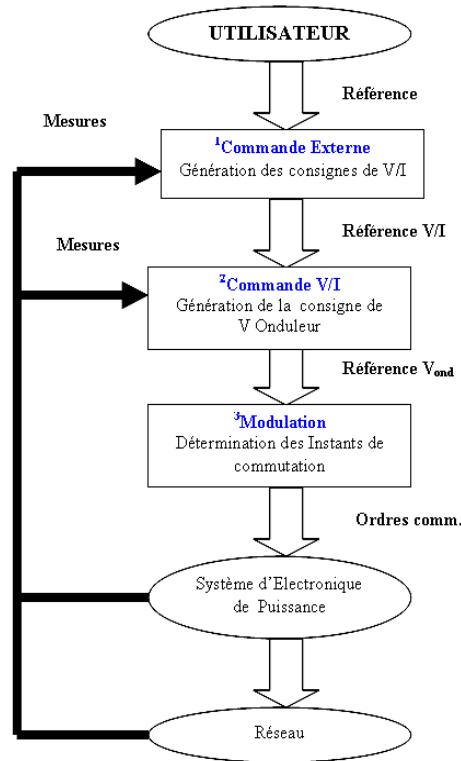 UTILISATEUR
Référence
Mesures
¹Commande Externe
Génération des consignes de V/I
Référence V/I
Mesures
²Commande V/I
Génération de la consigne de
V Onduleur
Référence Vond
³Modulation
Détermination des Instants de
commutation
Ordres comm.
Système d'Electronique
de Puissance
Réseau